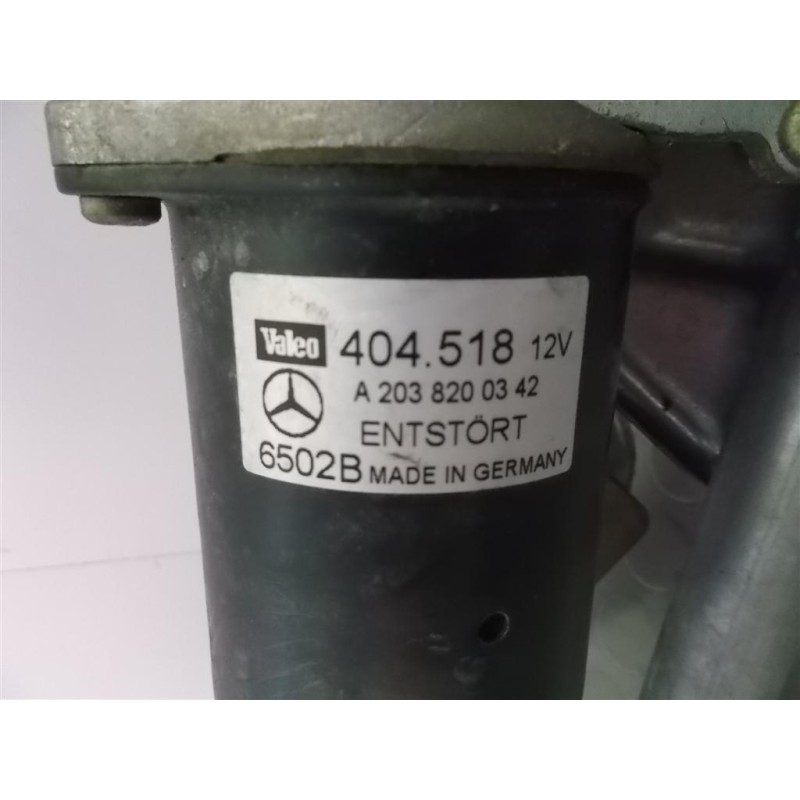 Valeo 404.518 12V
A 203 820 03 42
ENTSTÖRT
6502B MADE IN GERMANY